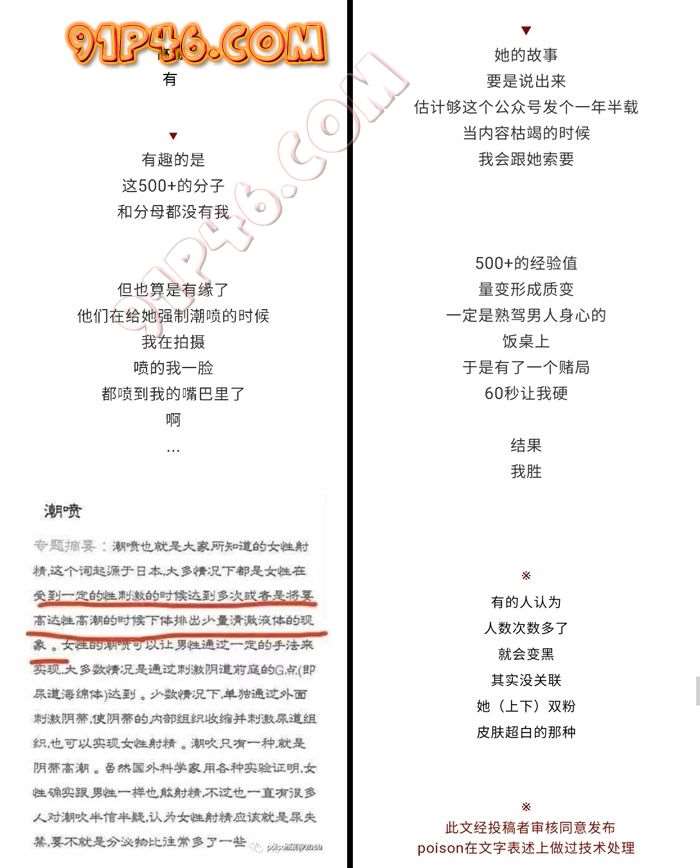 91P46.COM
有
▼
有趣的是
这500+的分子
和分母都没有我
但也算是有缘了
他们在给她强制潮喷的时候
我在拍摄
喷的我一脸
都喷到我的嘴巴里了
啊
...
潮喷
专题摘要：潮喷也就是大家所知道的女性射
精,这个词起源于日本,大多情况下都是女性在
受到一定的性刺激的时候达到多次或者是将要
高达性高潮的时候下体排出少量清澈液体的现
象。女性的潮喷可以让男性通过一定的手法来
实现,大多数情况是通过刺激阴道前庭的G点(即
尿道海绵体)达到。少数情况下,单独通过外面
刺激阴蒂,使阴蒂的内部组织收缩并刺激尿道组
织,也可以实现女性射精。潮吹只有一种,就是
阴蒂高潮。虽然国外科学家用各种实验证明,女
性确实跟男性一样也能射精,不过也一直有很多
人对潮吹半信半疑,认为女性射精应该就是尿失
禁,要不就是分泌物比往常多了一些
91P46.COM
▼
她的故事
要是说出来
估计够这个公众号发个一年半载
当内容枯竭的时候
我会跟她索要
500+的经验值
量变形成质变
一定是熟驾男人身心的
饭桌上
于是有了一个赌局
60秒让我硬
结果
我胜
※
有的人认为
人数次数多了
就会变黑
其实没关联
她（上下）双粉
皮肤超白的那种
※
此文经投稿者审核同意发布
poison在文字表述上做过技术处理